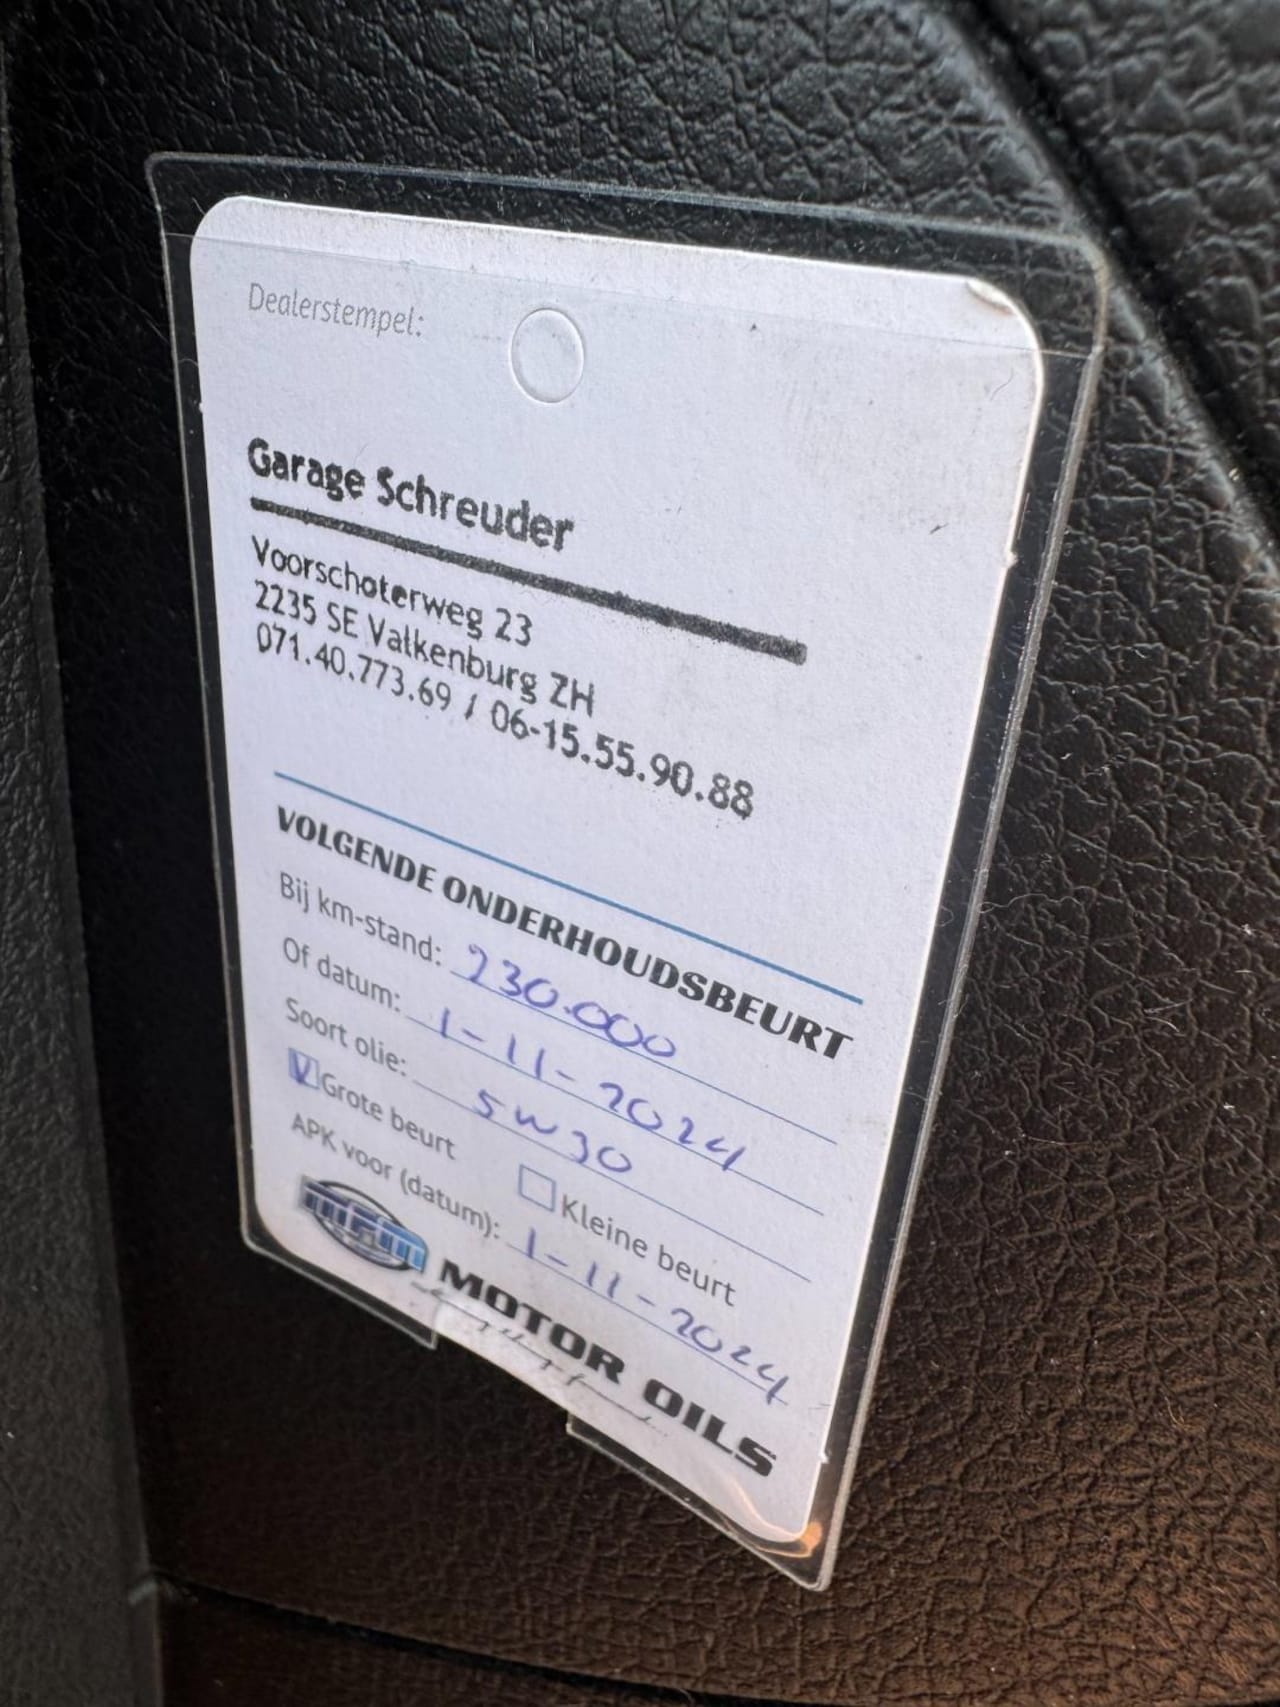 Dealerstempel:
Garage Schreuder
Voorschoterweg 23
2235 SE Valkenburg ZH
071.40.773.69 / 06-15.55.90.88
VOLGENDE ONDERHOUDSBEURT
Bij km-stand: 230.000
Of datum: 1-11-2024
Soort olie: 5W30
Grote beurt Kleine beurt
APK voor (datum): 1-11-2024
mpm MOTOR OILS